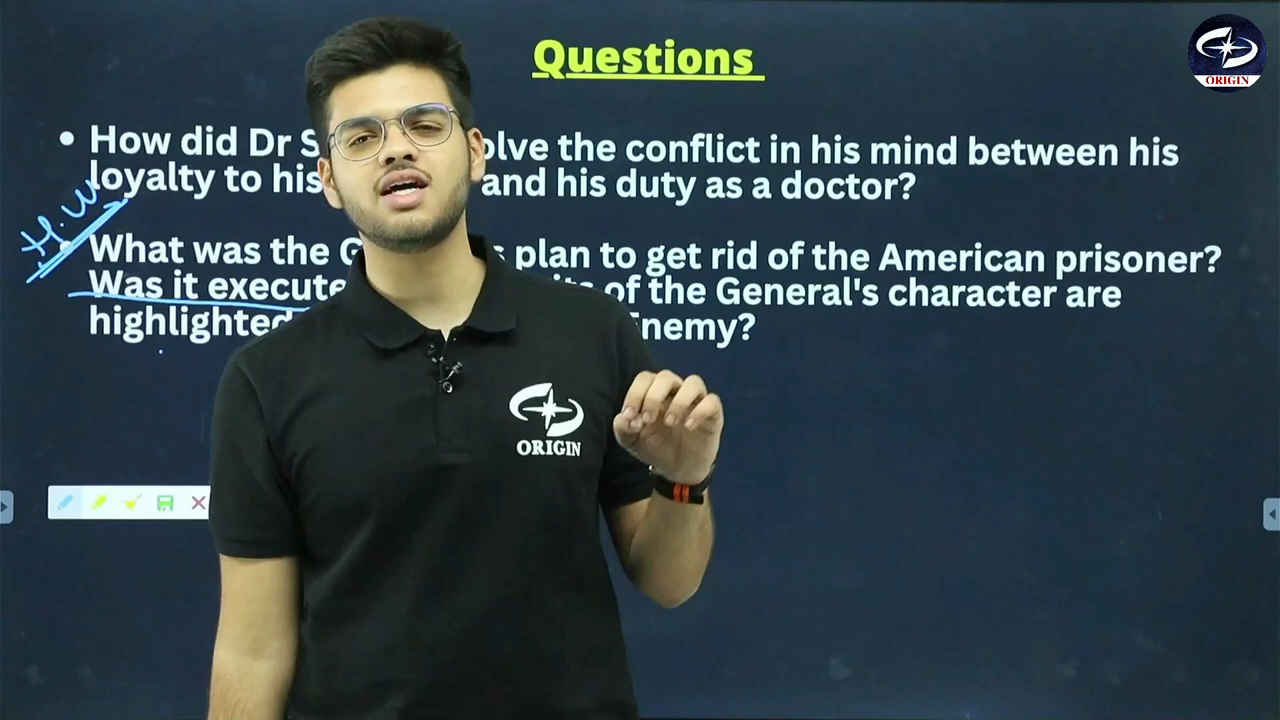 Questions
ORIGIN
• How did Dr S olve the conflict in his mind between his
loyalty to his and his duty as a doctor?
H.W
• What was the G s plan to get rid of the American prisoner?
Was it execute its of the General's character are
highlighted Enemy?
ORIGIN